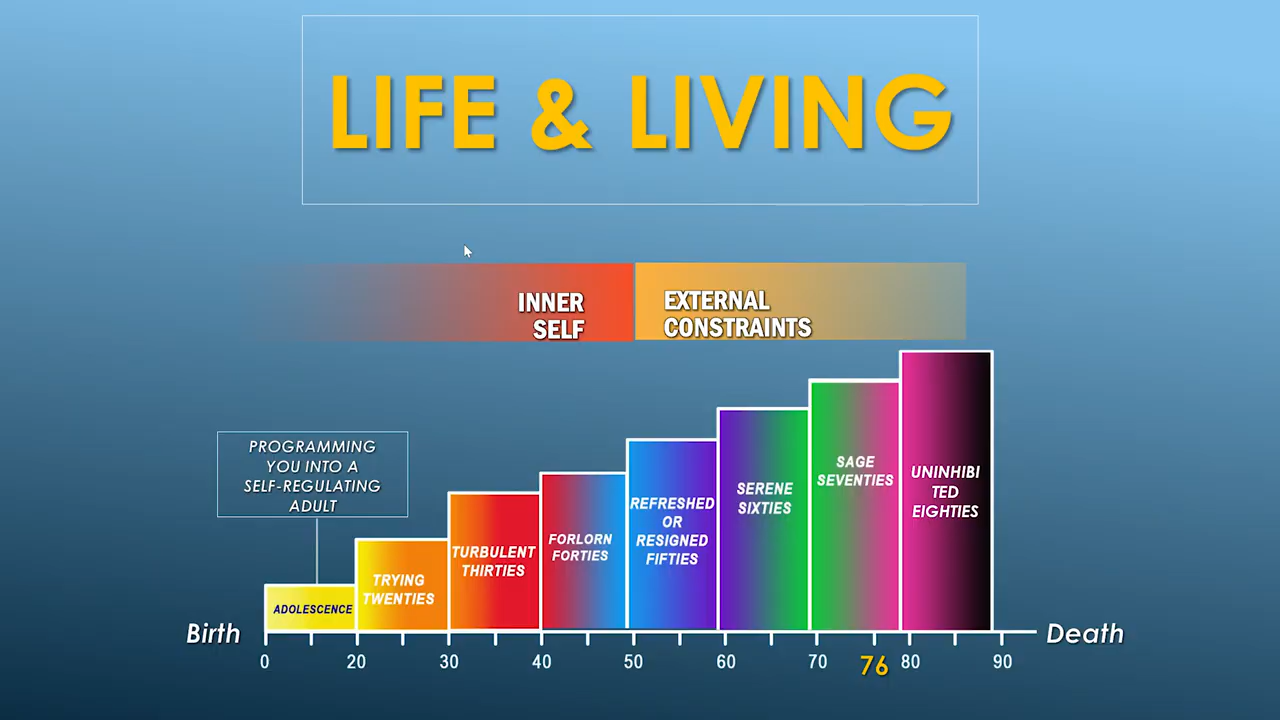 LIFE & LIVING
INNER
SELF
EXTERNAL
CONSTRAINTS
PROGRAMMING
YOU INTO A
SELF-REGULATING
ADULT
ADOLESCENCE
TRYING
TWENTIES
TURBULENT
THIRTIES
FORLORN
FORTIES
REFRESHED
OR
RESIGNED
FIFTIES
SERENE
SIXTIES
SAGE
SEVENTIES
UNINHIBI
TED
EIGHTIES
Birth
Death
0 20 30 40 50 60 70 76 80 90